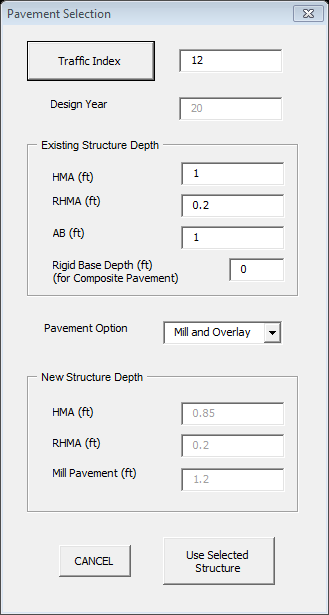 Pavement Selection
Traffic Index 12
Design Year 20
Existing Structure Depth
HMA (ft) 1
RHMA (ft) 0.2
AB (ft) 1
Rigid Base Depth (ft) 0
(for Composite Pavement)
Pavement Option Mill and Overlay
New Structure Depth
HMA (ft) 0.85
RHMA (ft) 0.2
Mill Pavement (ft) 1.2
CANCEL
Use Selected
Structure